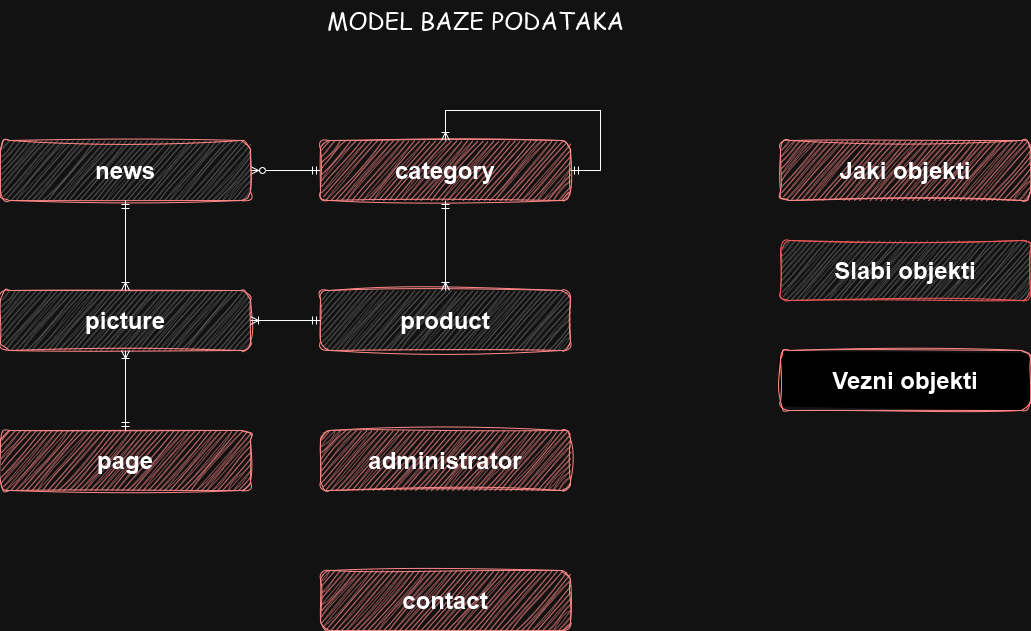 MODEL BAZE PODATAKA
news
category
Jaki objekti
Slabi objekti
picture
product
Vezni objekti
page
administrator
contact